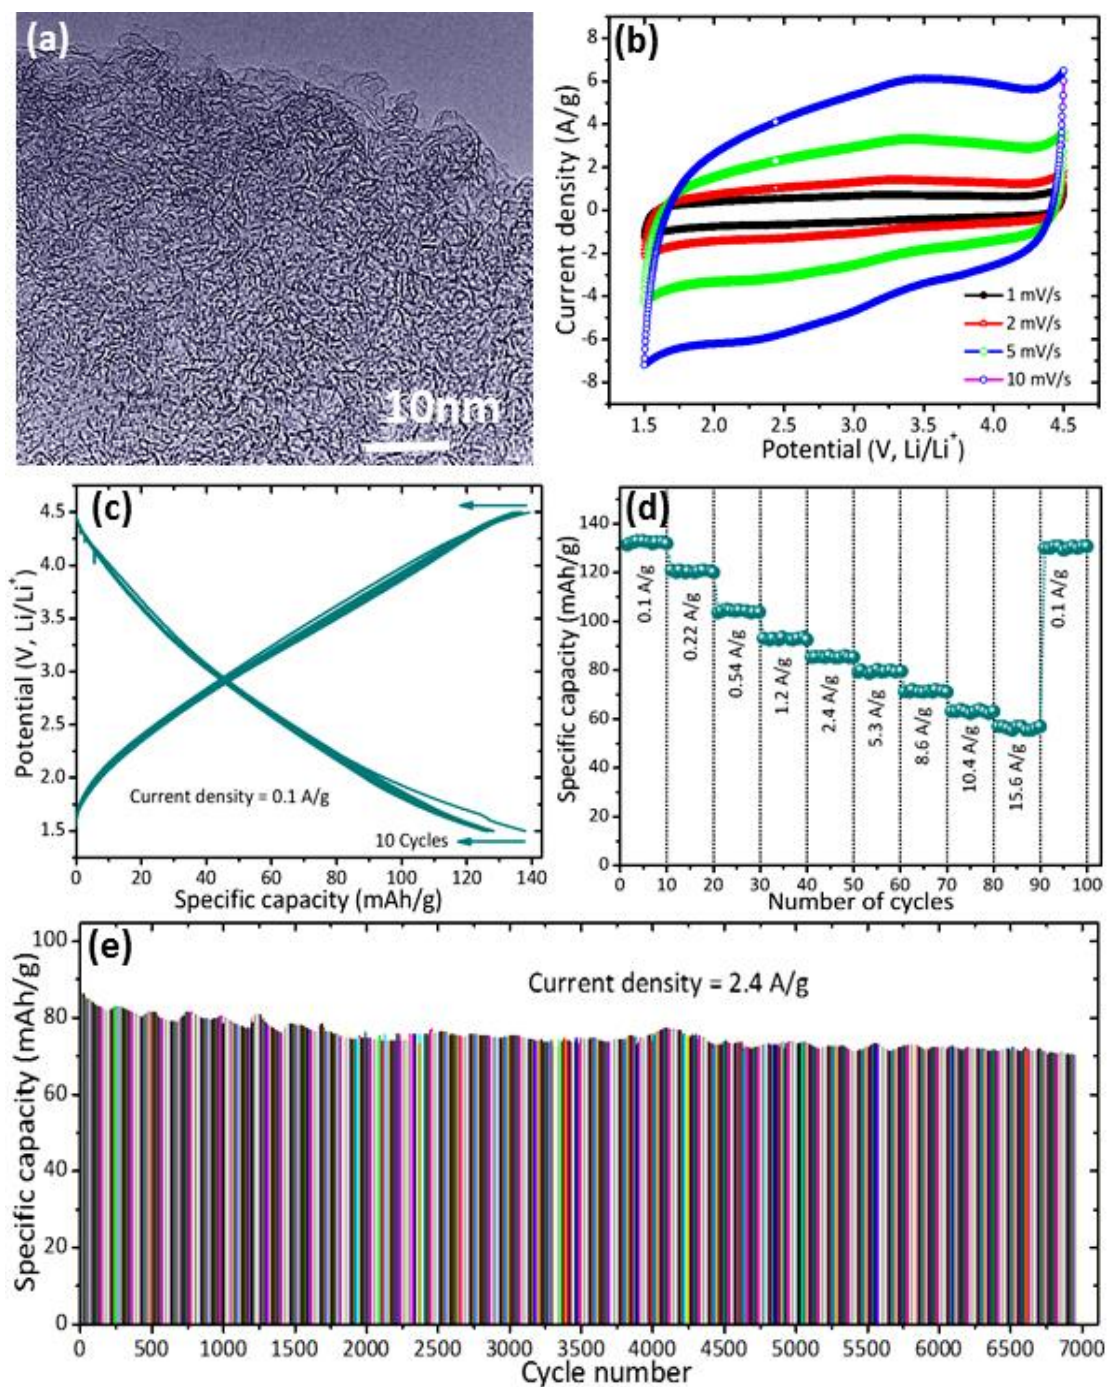 (a)
10nm
(b)
Current density (A/g)
8
6
4
2
0
-2
-4
-6
-8
1 mV/s
2 mV/s
5 mV/s
10 mV/s
1.5 2.0 2.5 3.0 3.5 4.0 4.5
Potential (V, Li/Li⁺)
(c)
Potential (V, Li/Li⁺)
4.5
4.0
3.5
3.0
2.5
2.0
1.5
Current density = 0.1 A/g
10 Cycles
0 20 40 60 80 100 120 140
Specific capacity (mAh/g)
(d)
Specific capacity (mAh/g)
140
120
100
80
60
40
20
0
0.1 A/g
0.22 A/g
0.54 A/g
1.2 A/g
2.4 A/g
5.3 A/g
8.6 A/g
10.4 A/g
15.6 A/g
0.1 A/g
0 10 20 30 40 50 60 70 80 90 100
Number of cycles
(e)
Current density = 2.4 A/g
Specific capacity (mAh/g)
100
80
60
40
20
0
0 500 1000 1500 2000 2500 3000 3500 4000 4500 5000 5500 6000 6500 7000
Cycle number